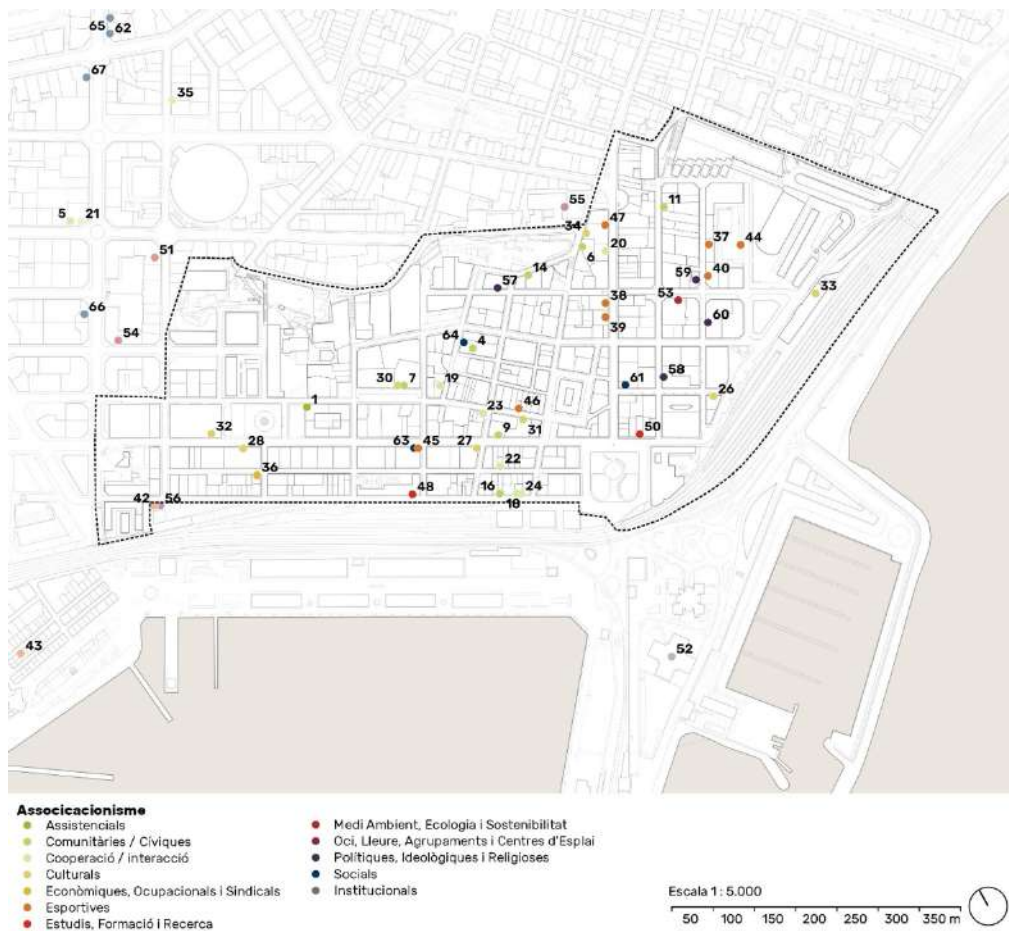 65 62
67
35
55
11
47
5 21
34
20
37 44
6
51
14
59 40
57
33
53
38
66
60
39
64 4
54
58
30 7 19
61
26
1
46
23
31
32
9
50
28
63 45 27
22
36
48
16 24
18
42 56
43
52
Associcacionisme
Assistencials
Comunitàries / Cíviques
Cooperació / interacció
Culturals
Econòmiques, Ocupacionals i Sindicals
Esportives
Estudis, Formació i Recerca
Medi Ambient, Ecologia i Sostenibilitat
Oci, Lleure, Agrupaments i Centres d'Esplai
Polítiques, Ideològiques i Religioses
Socials
Institucionals
Escala 1 : 5.000
50 100 150 200 250 300 350 m